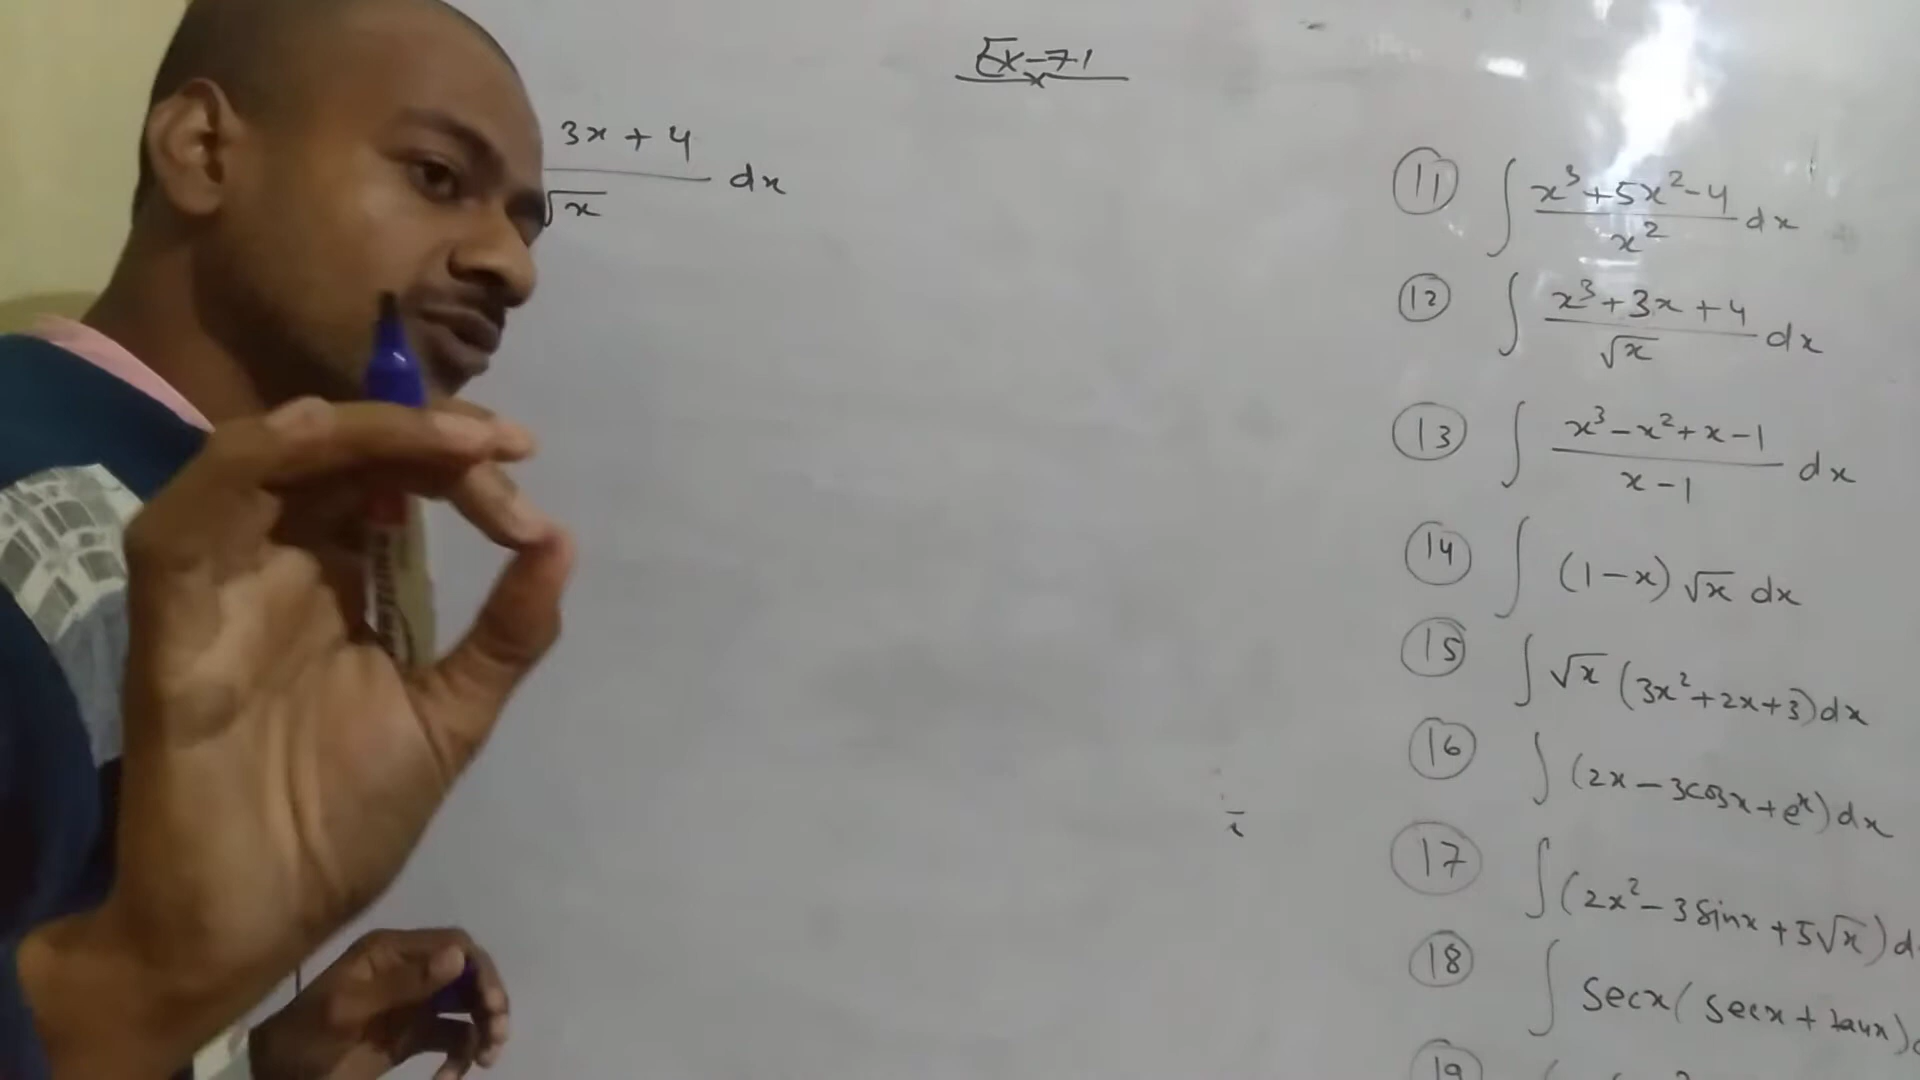 Ex-7.1
3x + 4
dx
√x
(11) ∫ (x³+5x²-4)/x² dx
(12) ∫ (x³+3x+4)/√x dx
(13) ∫ (x³-x²+x-1)/(x-1) dx
(14) ∫ (1-x) √x dx
(15) ∫ √x (3x²+2x+3)dx
(16) ∫ (2x-3cosx+eˣ)dx
(17) ∫ (2x²-3Sinx+5√x)d
(18) ∫ Secx (Secx+tanx)
19